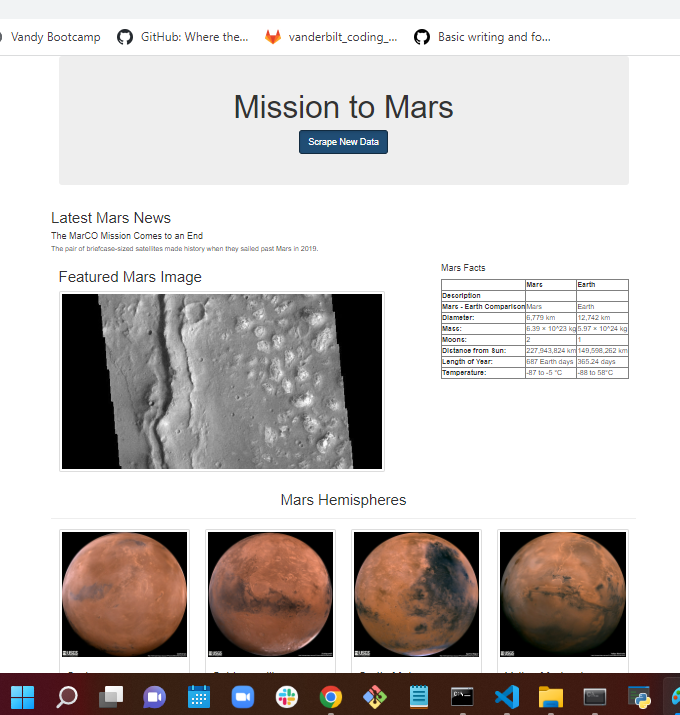 Vandy Bootcamp GitHub: Where the... vanderbilt_coding_... Basic writing and fo...
Mission to Mars
Scrape New Data
Latest Mars News
The MarCO Mission Comes to an End
The pair of briefcase-sized satellites made history when they sailed past Mars in 2019.
Featured Mars Image
Mars Facts
Mars Earth
Description
Mars - Earth Comparison Mars Earth
Diameter: 6,779 km 12,742 km
Mass: 6.39 × 10^23 kg 5.97 × 10^24 kg
Moons: 2 1
Distance from Sun: 227,943,824 km 149,598,262 km
Length of Year: 687 Earth days 365.24 days
Temperature: -87 to -5 °C -88 to 58°C
Mars Hemispheres